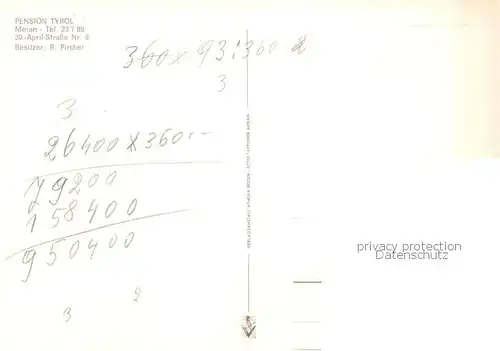 PENSION TYROL
Meran - Tel. 23 7 89
30.-April-Straße Nr. 8
Besitzer: R. Pircher
360 x 93 : 360
3
3
26400 x 360.-
79200
158400
950400
3 2
privacy protection
Datenschutz